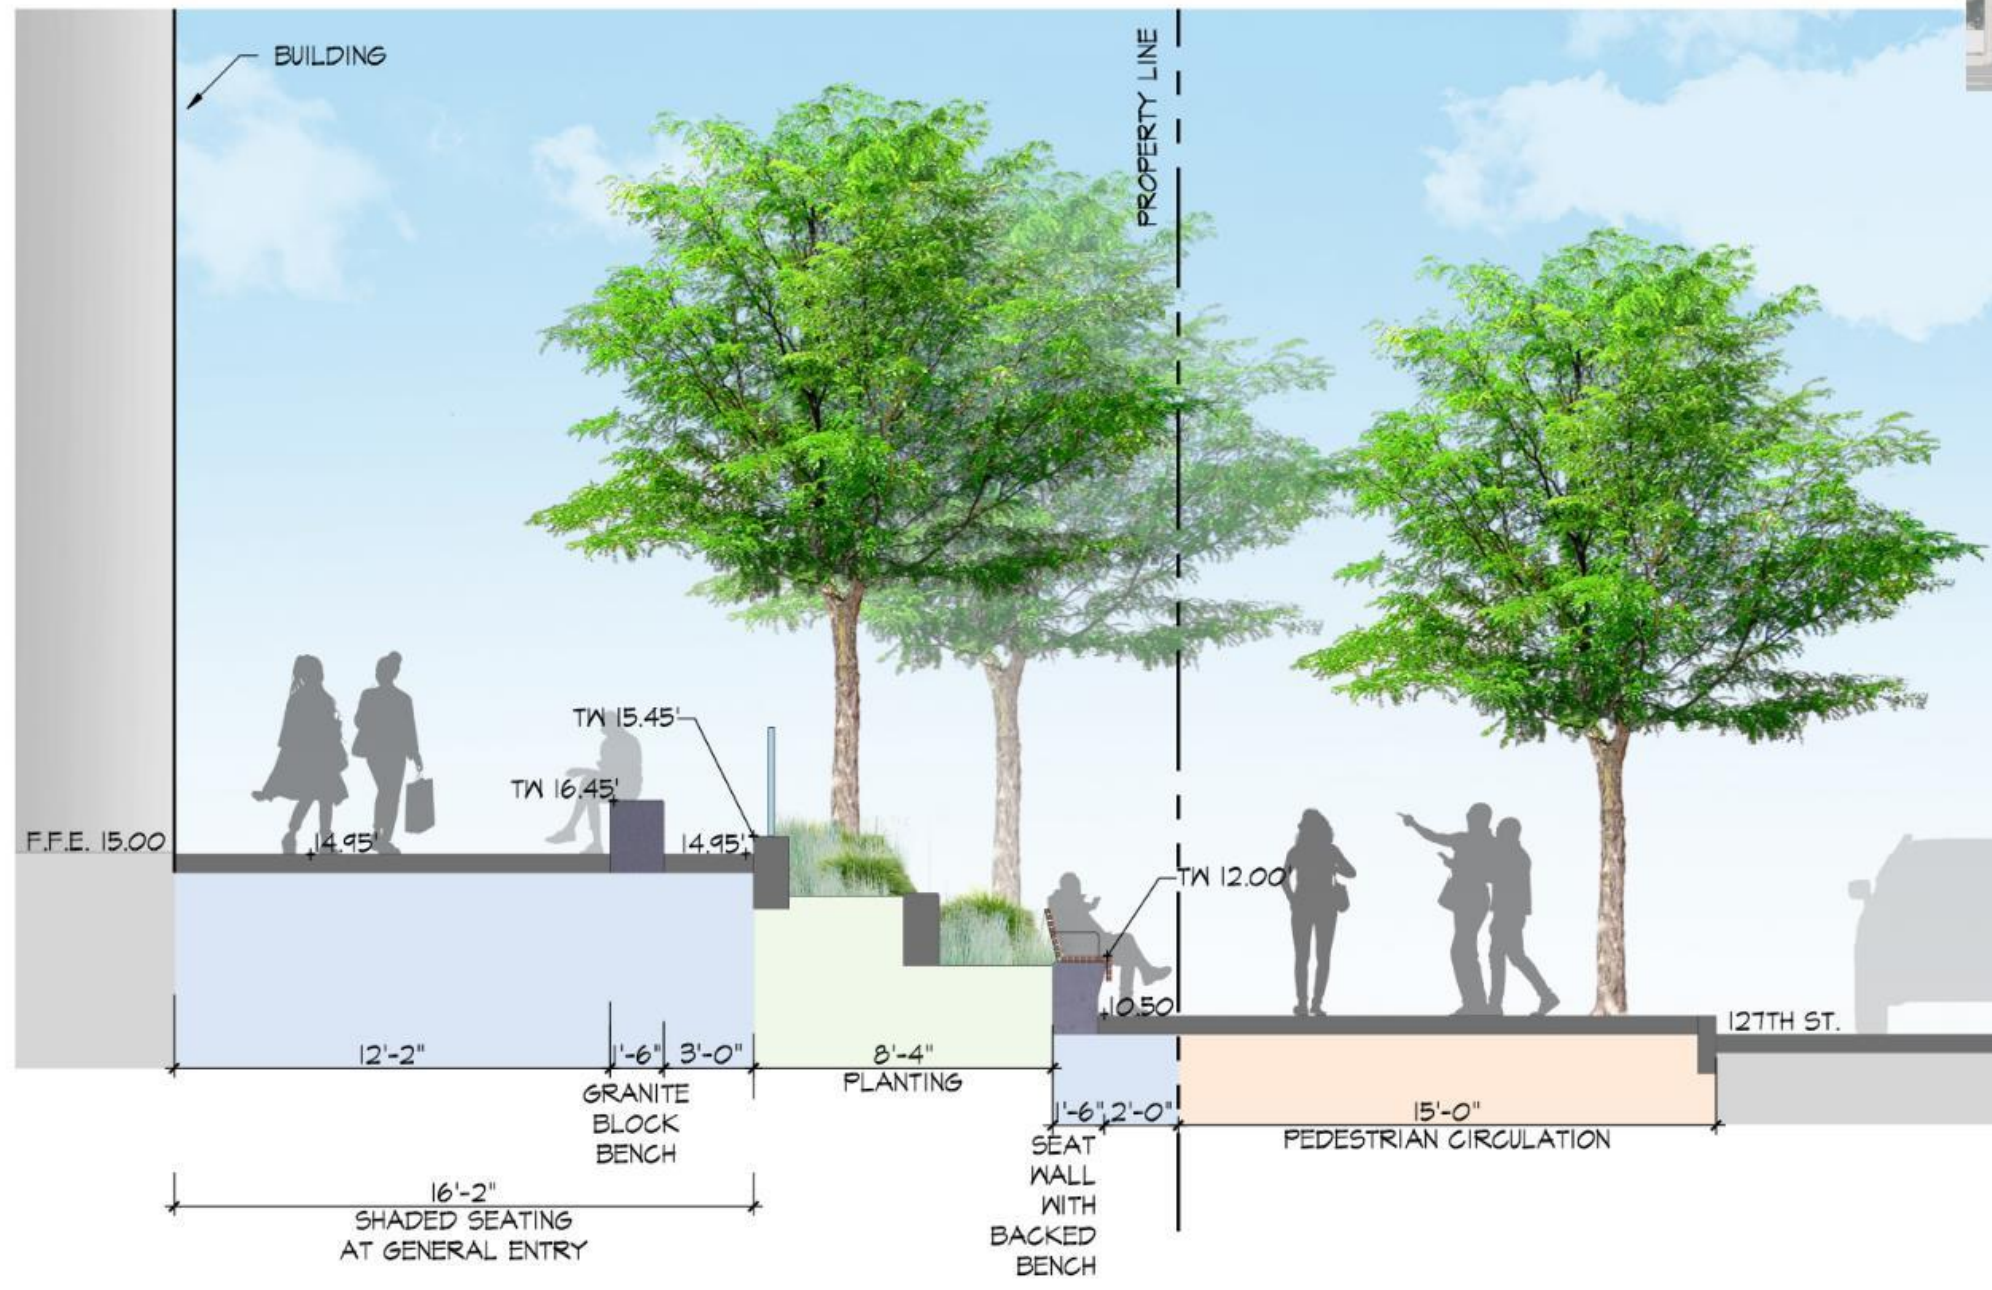 BUILDING
PROPERTY LINE
TW 15.45'
TW 16.45'
F.F.E. 15.00
14.95'
14.95'
TW 12.00'
10.50
127TH ST.
12'-2"
1'-6"
3'-0"
8'-4"
GRANITE
BLOCK
BENCH
PLANTING
1'-6"
2'-0"
15'-0"
SEAT
WALL
WITH
BACKED
BENCH
PEDESTRIAN CIRCULATION
16'-2"
SHADED SEATING
AT GENERAL ENTRY